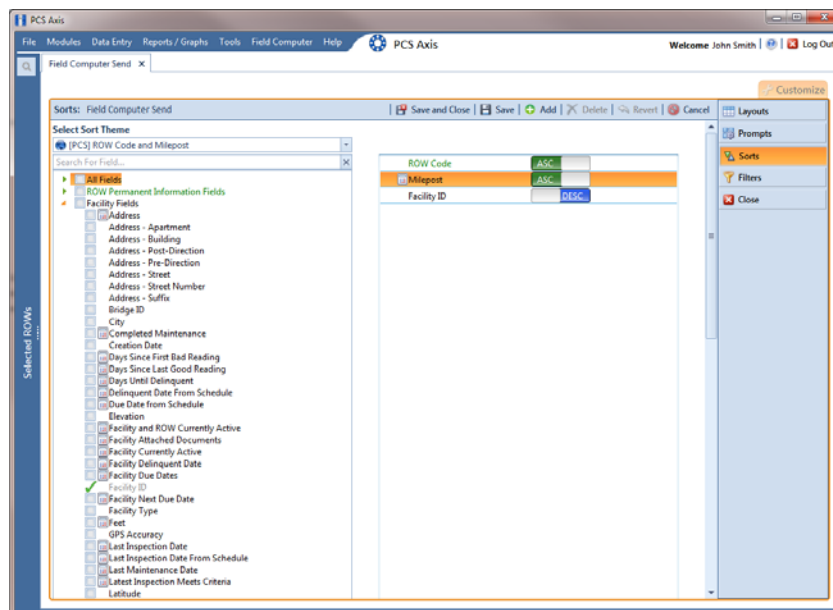 PCS Axis
File Modules Data Entry Reports / Graphs Tools Field Computer Help PCS Axis Welcome John Smith Log Out
Field Computer Send
Customize
Sorts: Field Computer Send Save and Close Save Add Delete Revert Cancel
Layouts
Prompts
Sorts
Filters
Close
Select Sort Theme
[PCS] ROW Code and Milepost
Search For Field...
All Fields
ROW Permanent Information Fields
Facility Fields
Address
Address - Apartment
Address - Building
Address - Post-Direction
Address - Pre-Direction
Address - Street
Address - Street Number
Address - Suffix
Bridge ID
City
Completed Maintenance
Creation Date
Days Since First Bad Reading
Days Since Last Good Reading
Days Until Delinquent
Delinquent Date From Schedule
Due Date from Schedule
Elevation
Facility and ROW Currently Active
Facility Attached Documents
Facility Currently Active
Facility Delinquent Date
Facility Due Dates
Facility ID
Facility Next Due Date
Facility Type
Feet
GPS Accuracy
Last Inspection Date
Last Inspection Date From Schedule
Last Maintenance Date
Latest Inspection Meets Criteria
Latitude
ROW Code ASC
Milepost ASC
Facility ID DESC
Selected ROWs